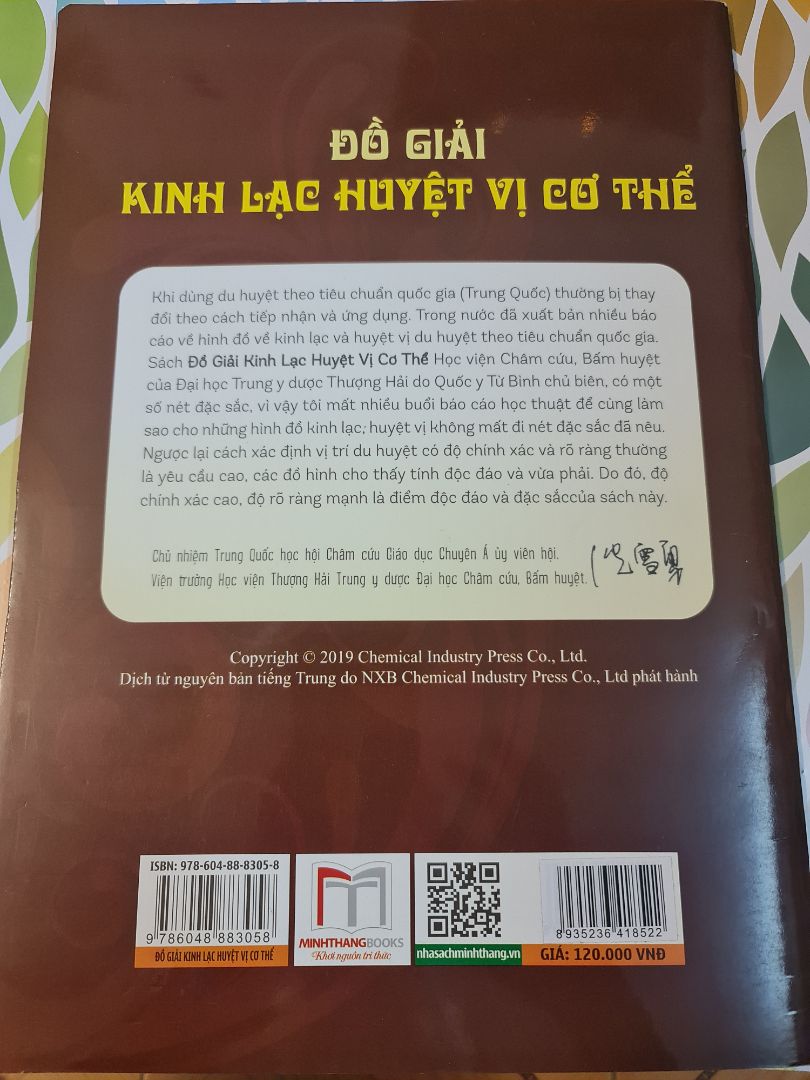 ĐỒ GIẢI
KINH LẠC HUYỆT VỊ CƠ THỂ
Khi dùng du huyệt theo tiêu chuẩn quốc gia (Trung Quốc) thường bị thay
đổi theo cách tiếp nhận và ứng dụng. Trong nước đã xuất bản nhiều báo
cáo về hình đồ về kinh lạc và huyệt vị du huyệt theo tiêu chuẩn quốc gia.
Sách Đồ Giải Kinh Lạc Huyệt Vị Cơ Thể Học viện Châm cứu, Bấm huyệt
của Đại học Trung y dược Thượng Hải do Quốc y Từ Bình chủ biên, có một
số nét đặc sắc, vì vậy tôi mất nhiều buổi báo cáo học thuật để cùng làm
sao cho những hình đồ kinh lạc, huyệt vị không mất đi nét đặc sắc đã nêu.
Ngược lại cách xác định vị trí du huyệt có độ chính xác và rõ ràng thường
là yêu cầu cao, các đồ hình cho thấy tính độc đáo và vừa phải. Do đó, độ
chính xác cao, độ rõ ràng mạnh là điểm độc đáo và đặc sắccủa sách này.
Chủ nhiệm Trung Quốc học hội Châm cứu Giáo dục Chuyên Á ủy viên hội.
Viện trưởng Học viện Thượng Hải Trung y dược Đại học Châm cứu, Bấm huyệt.
Copyright © 2019 Chemical Industry Press Co., Ltd.
Dịch từ nguyên bản tiếng Trung do NXB Chemical Industry Press Co., Ltd phát hành
ISBN: 978-604-88-8305-8
9 786048 883058
ĐỒ GIẢI KINH LẠC HUYỆT VỊ CƠ THỂ
MINHTHANGBOOKS
Khơi nguồn tri thức
nhasachminhthang.vn
8 935236 418522
GIÁ: 120.000 VNĐ